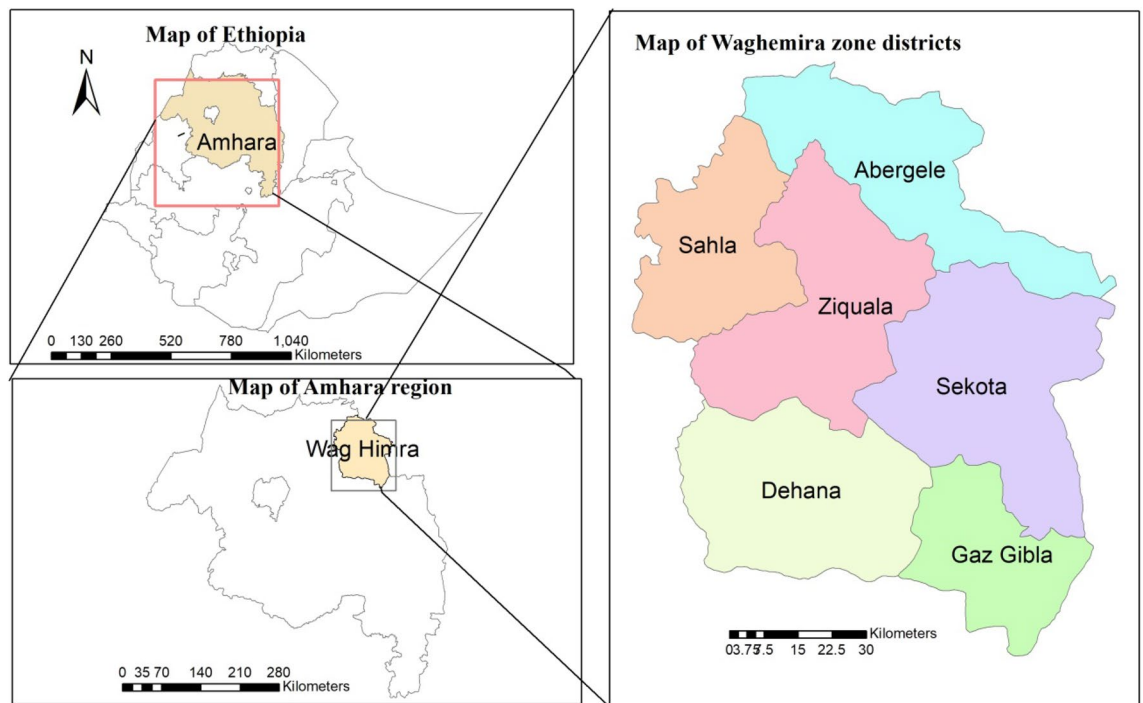 Map of Ethiopia
N
Amhara
0 130 260 520 780 1,040
Kilometers
Map of Amhara region
Wag Himra
0 35 70 140 210 280
Kilometers
Map of Waghemira zone districts
Abergele
Sahla
Ziquala
Sekota
Dehana
Gaz Gibla
Kilometers
03.757.5 15 22.5 30